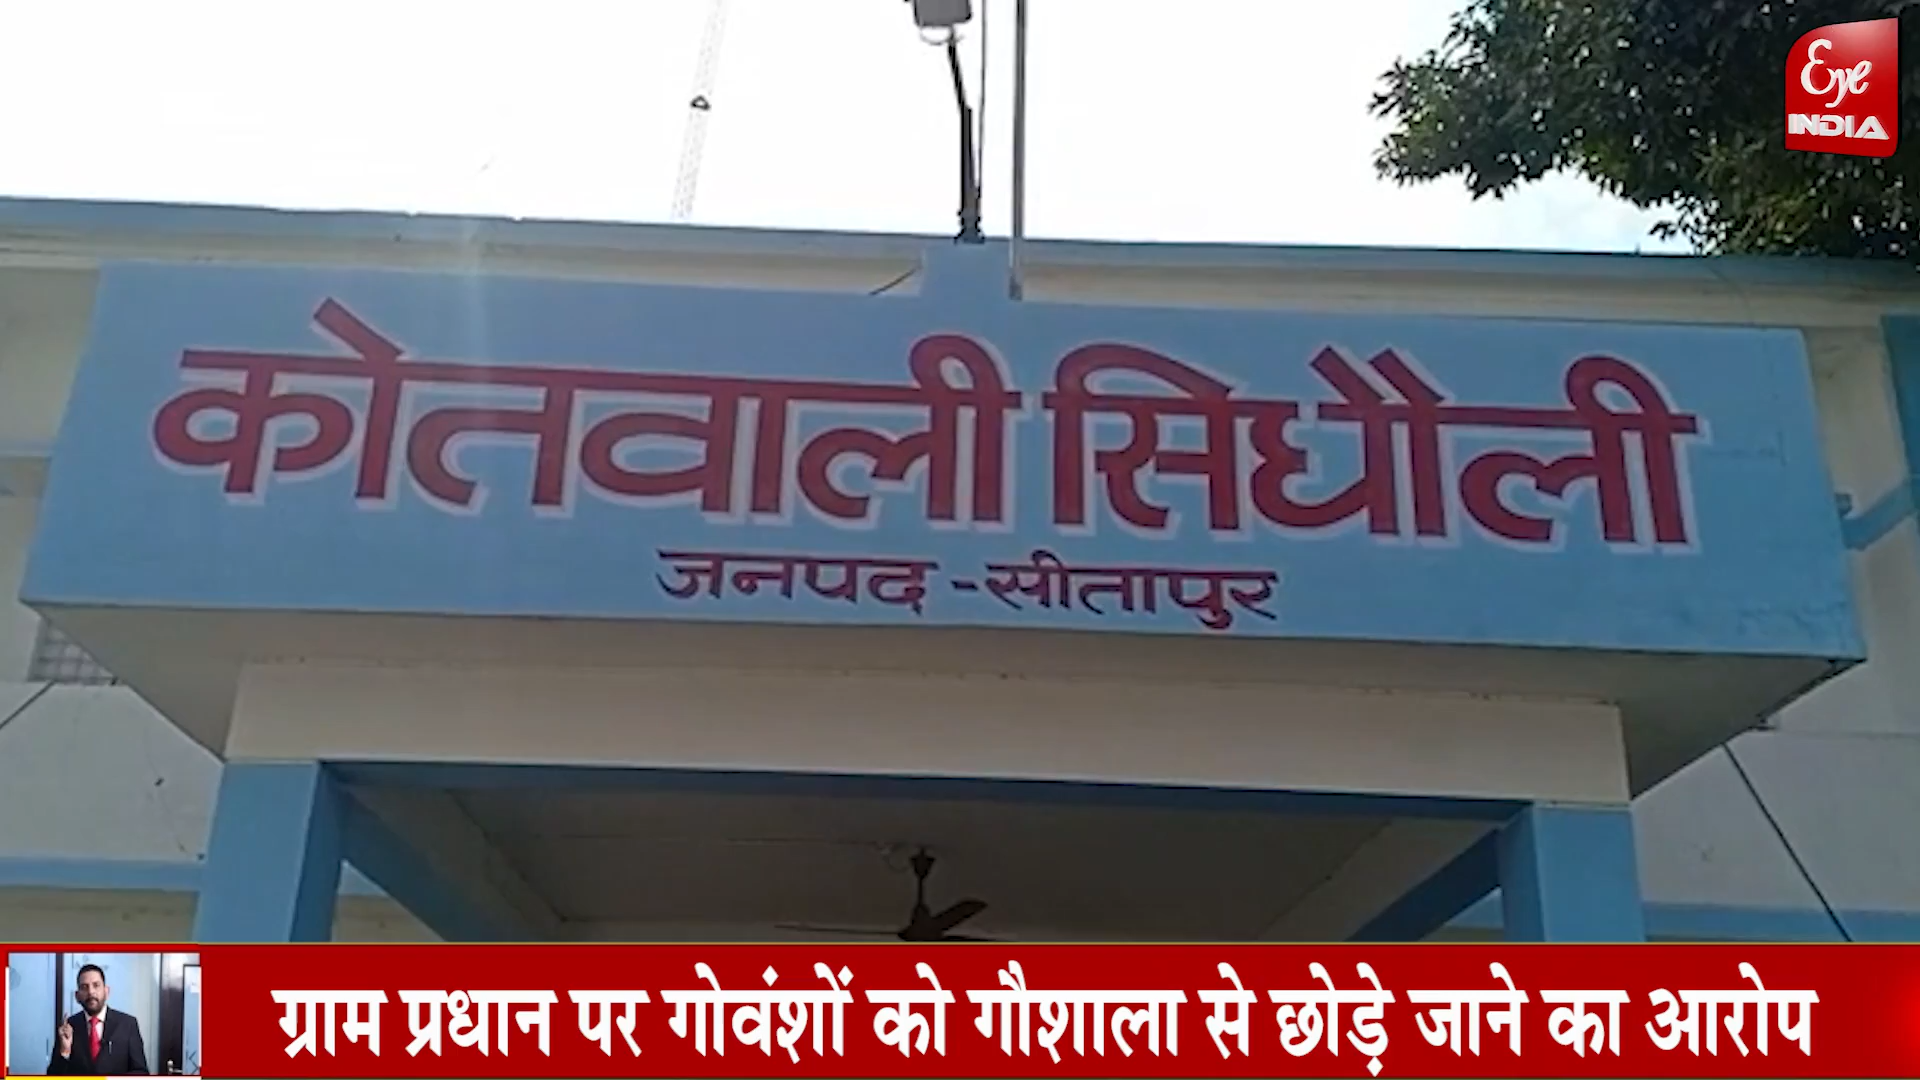 Eye
INDIA
कोतवाली सिधौली
जनपद - सीतापुर
ग्राम प्रधान पर गोवंशों को गौशाला से छोड़े जाने का आरोप